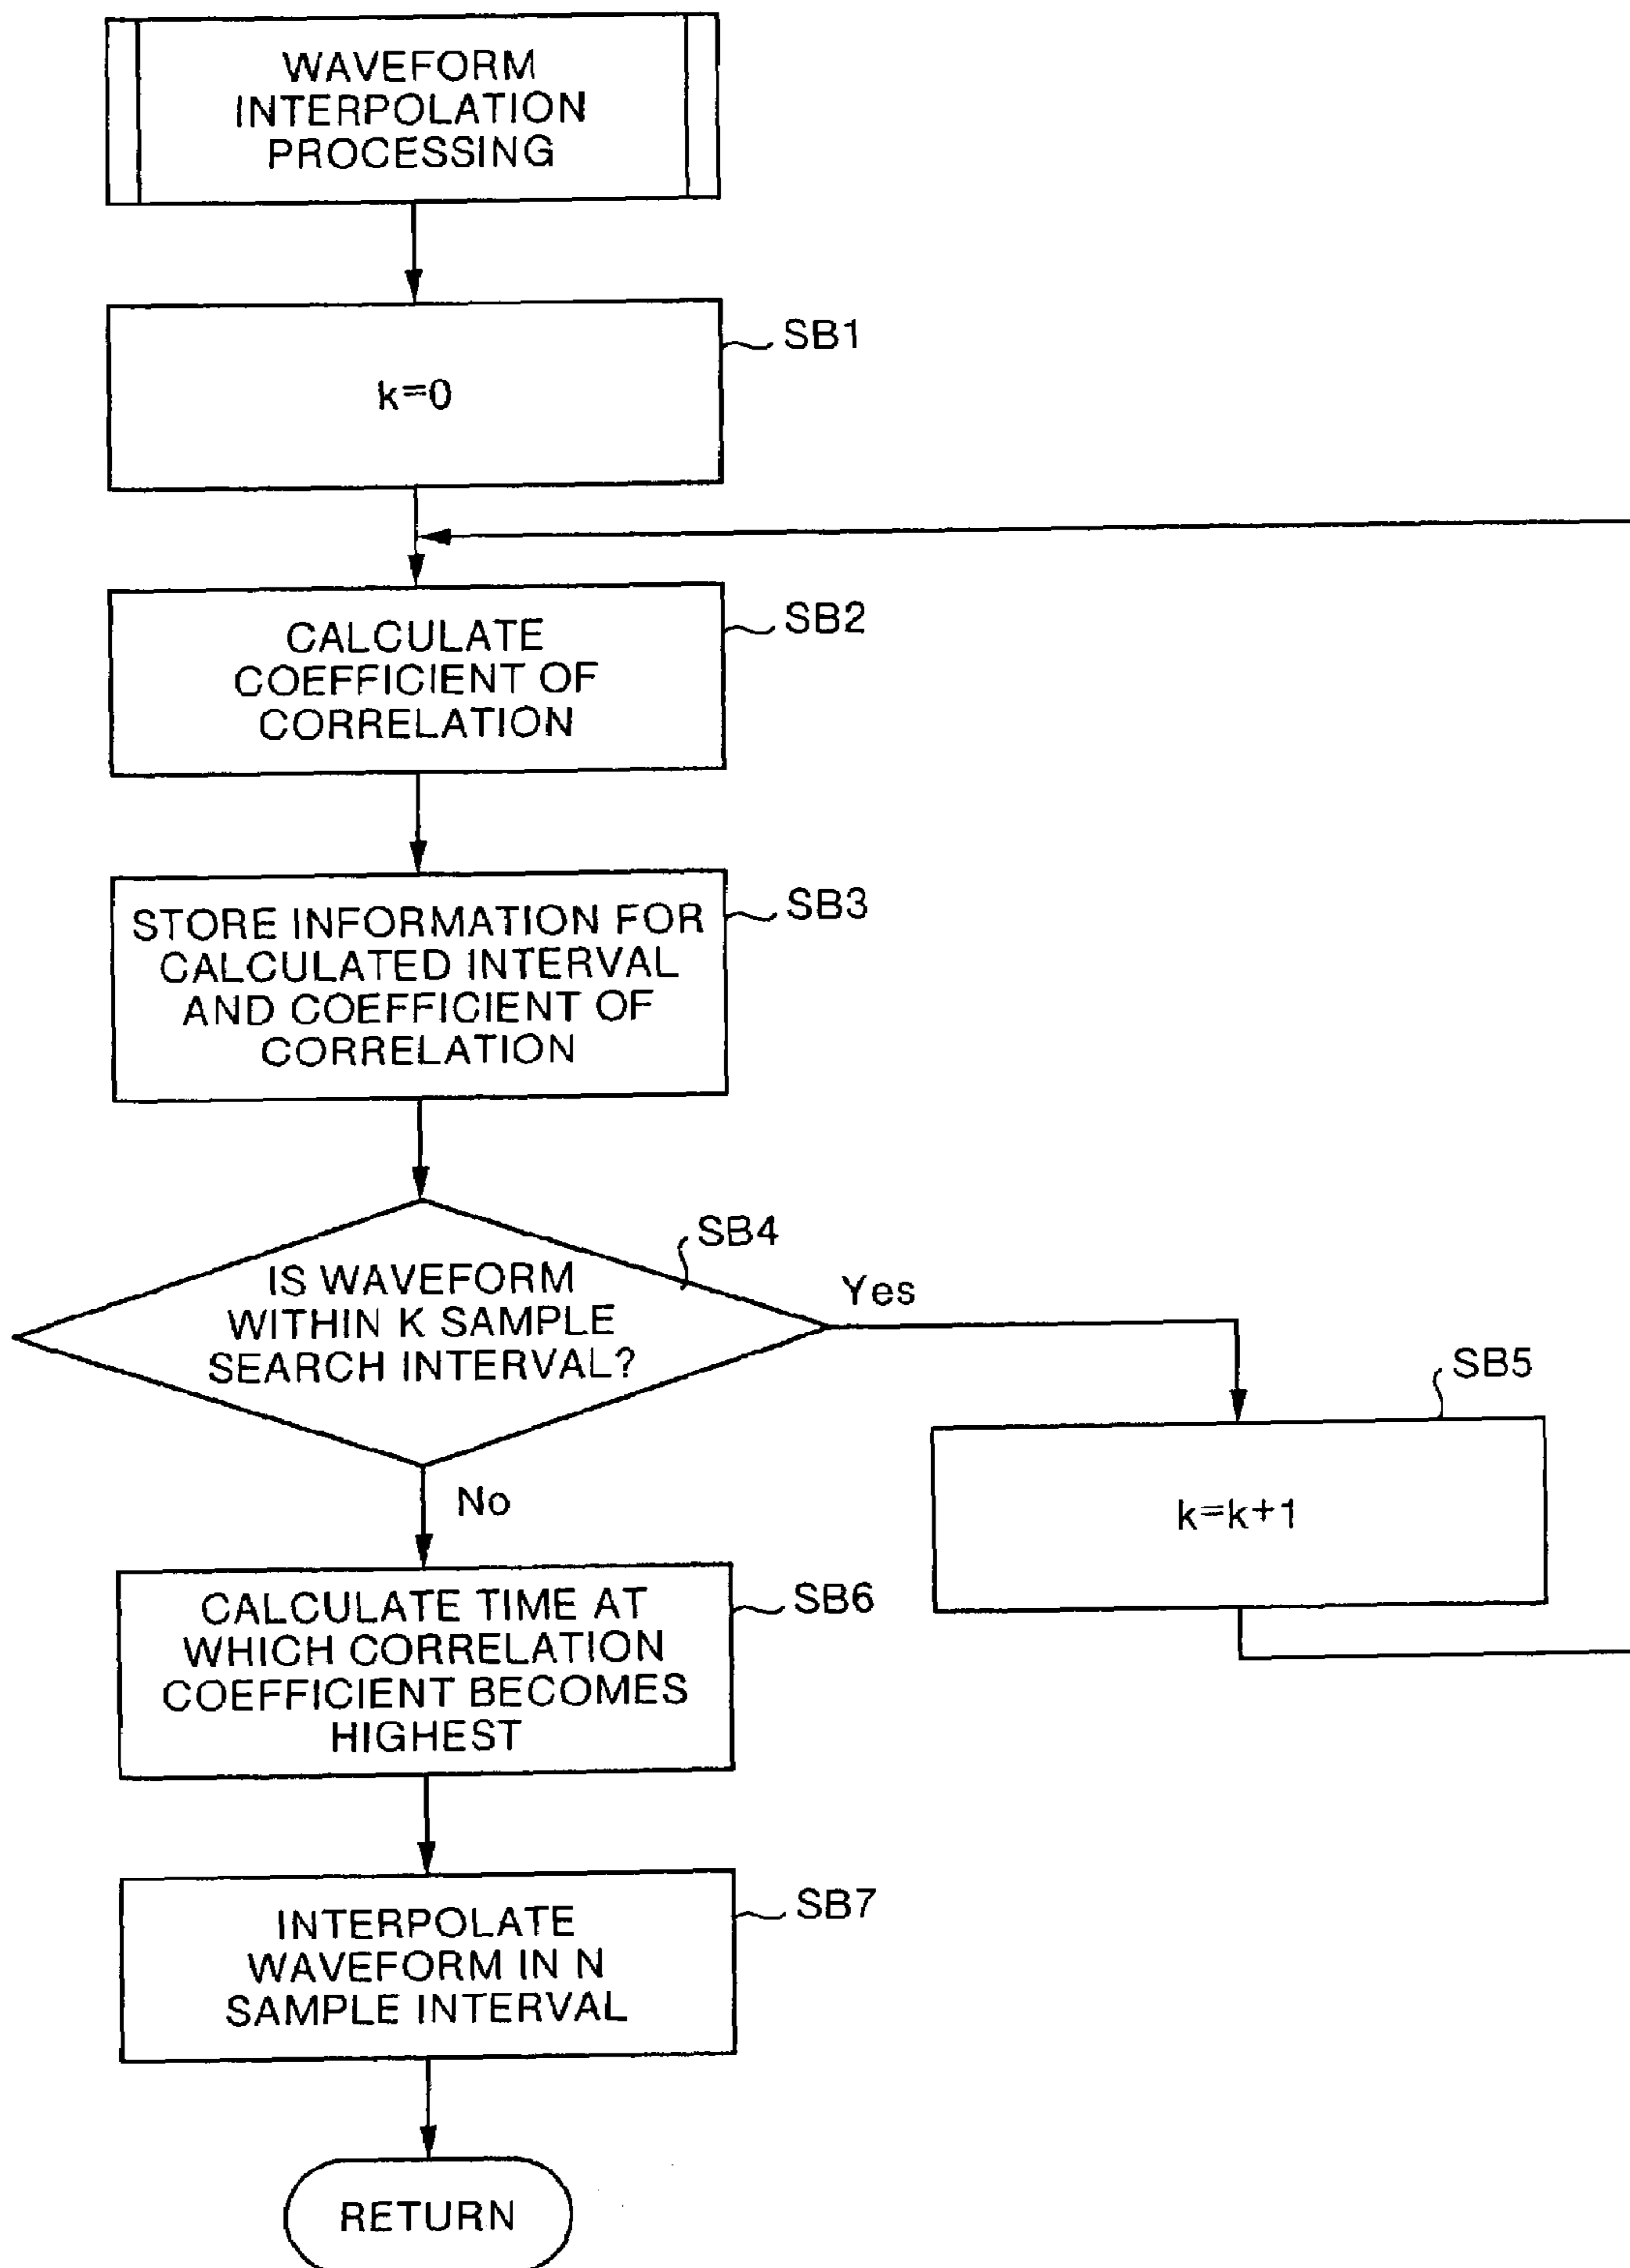 WAVEFORM
INTERPOLATION
PROCESSING
SB1
k=0
SB2
CALCULATE
COEFFICIENT OF
CORRELATION
SB3
STORE INFORMATION FOR
CALCULATED INTERVAL
AND COEFFICIENT OF
CORRELATION
SB4
IS WAVEFORM
WITHIN K SAMPLE
SEARCH INTERVAL?
Yes
SB5
k=k+1
No
SB6
CALCULATE TIME AT
WHICH CORRELATION
COEFFICIENT BECOMES
HIGHEST
SB7
INTERPOLATE
WAVEFORM IN N
SAMPLE INTERVAL
RETURN